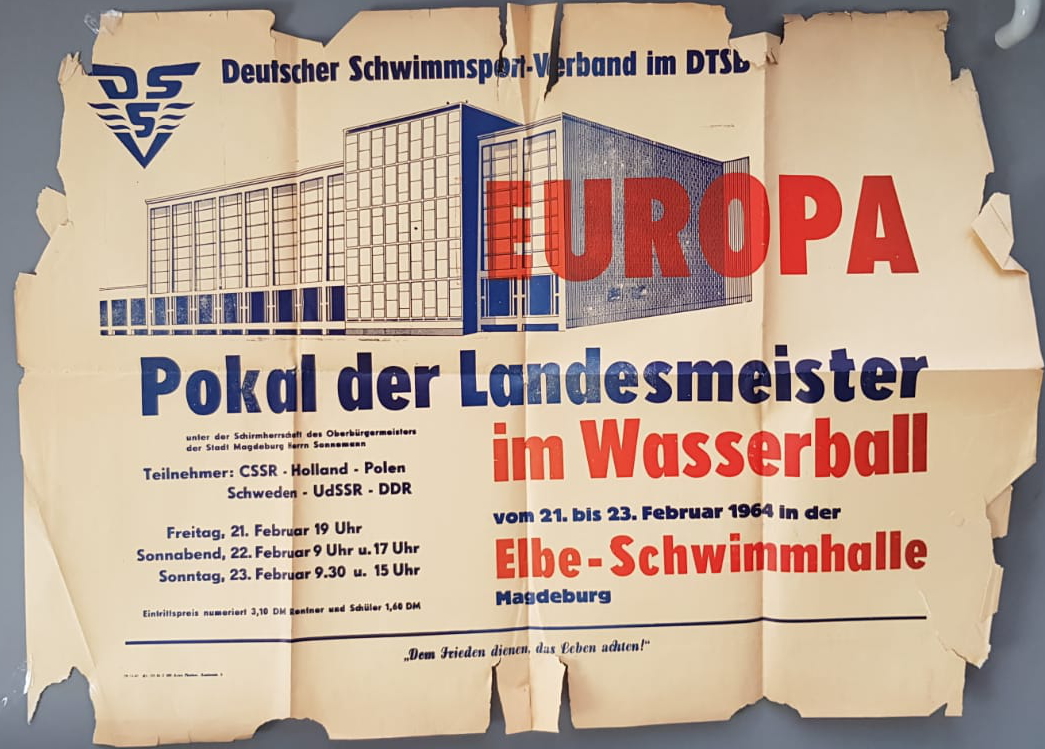 DSSV
Deutscher Schwimmsport-Verband im DTSB
EUROPA
Pokal der Landesmeister
im Wasserball
unter der Schirmherrschaft des Oberbürgermeisters
der Stadt Magdeburg Herrn Sonnemann
Teilnehmer: CSSR - Holland - Polen
Schweden - UdSSR - DDR
Freitag, 21. Februar 19 Uhr
Sonnabend, 22. Februar 9 Uhr u. 17 Uhr
Sonntag, 23. Februar 9.30 u. 15 Uhr
Eintrittspreis numeriert 3,10 DM Rentner und Schüler 1,60 DM
vom 21. bis 23. Februar 1964 in der
Elbe-Schwimmhalle
Magdeburg
„Dem Frieden dienen, das Leben achten!“